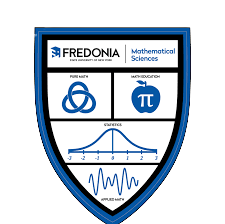 FREDONIA
STATE UNIVERSITY OF NEW YORK
Mathematical
Sciences
PURE MATH
MATH EDUCATION
π
STATISTICS
-3 -2 -1 0 1 2 3
APPLIED MATH